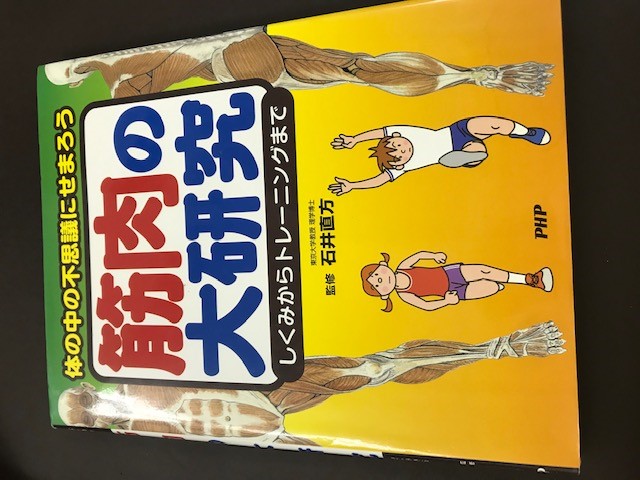 体の中の不思議にせまろう
筋肉の
大研究
しくみからトレーニングまで
東京大学教授 理学博士
監修 石井直方
PHP